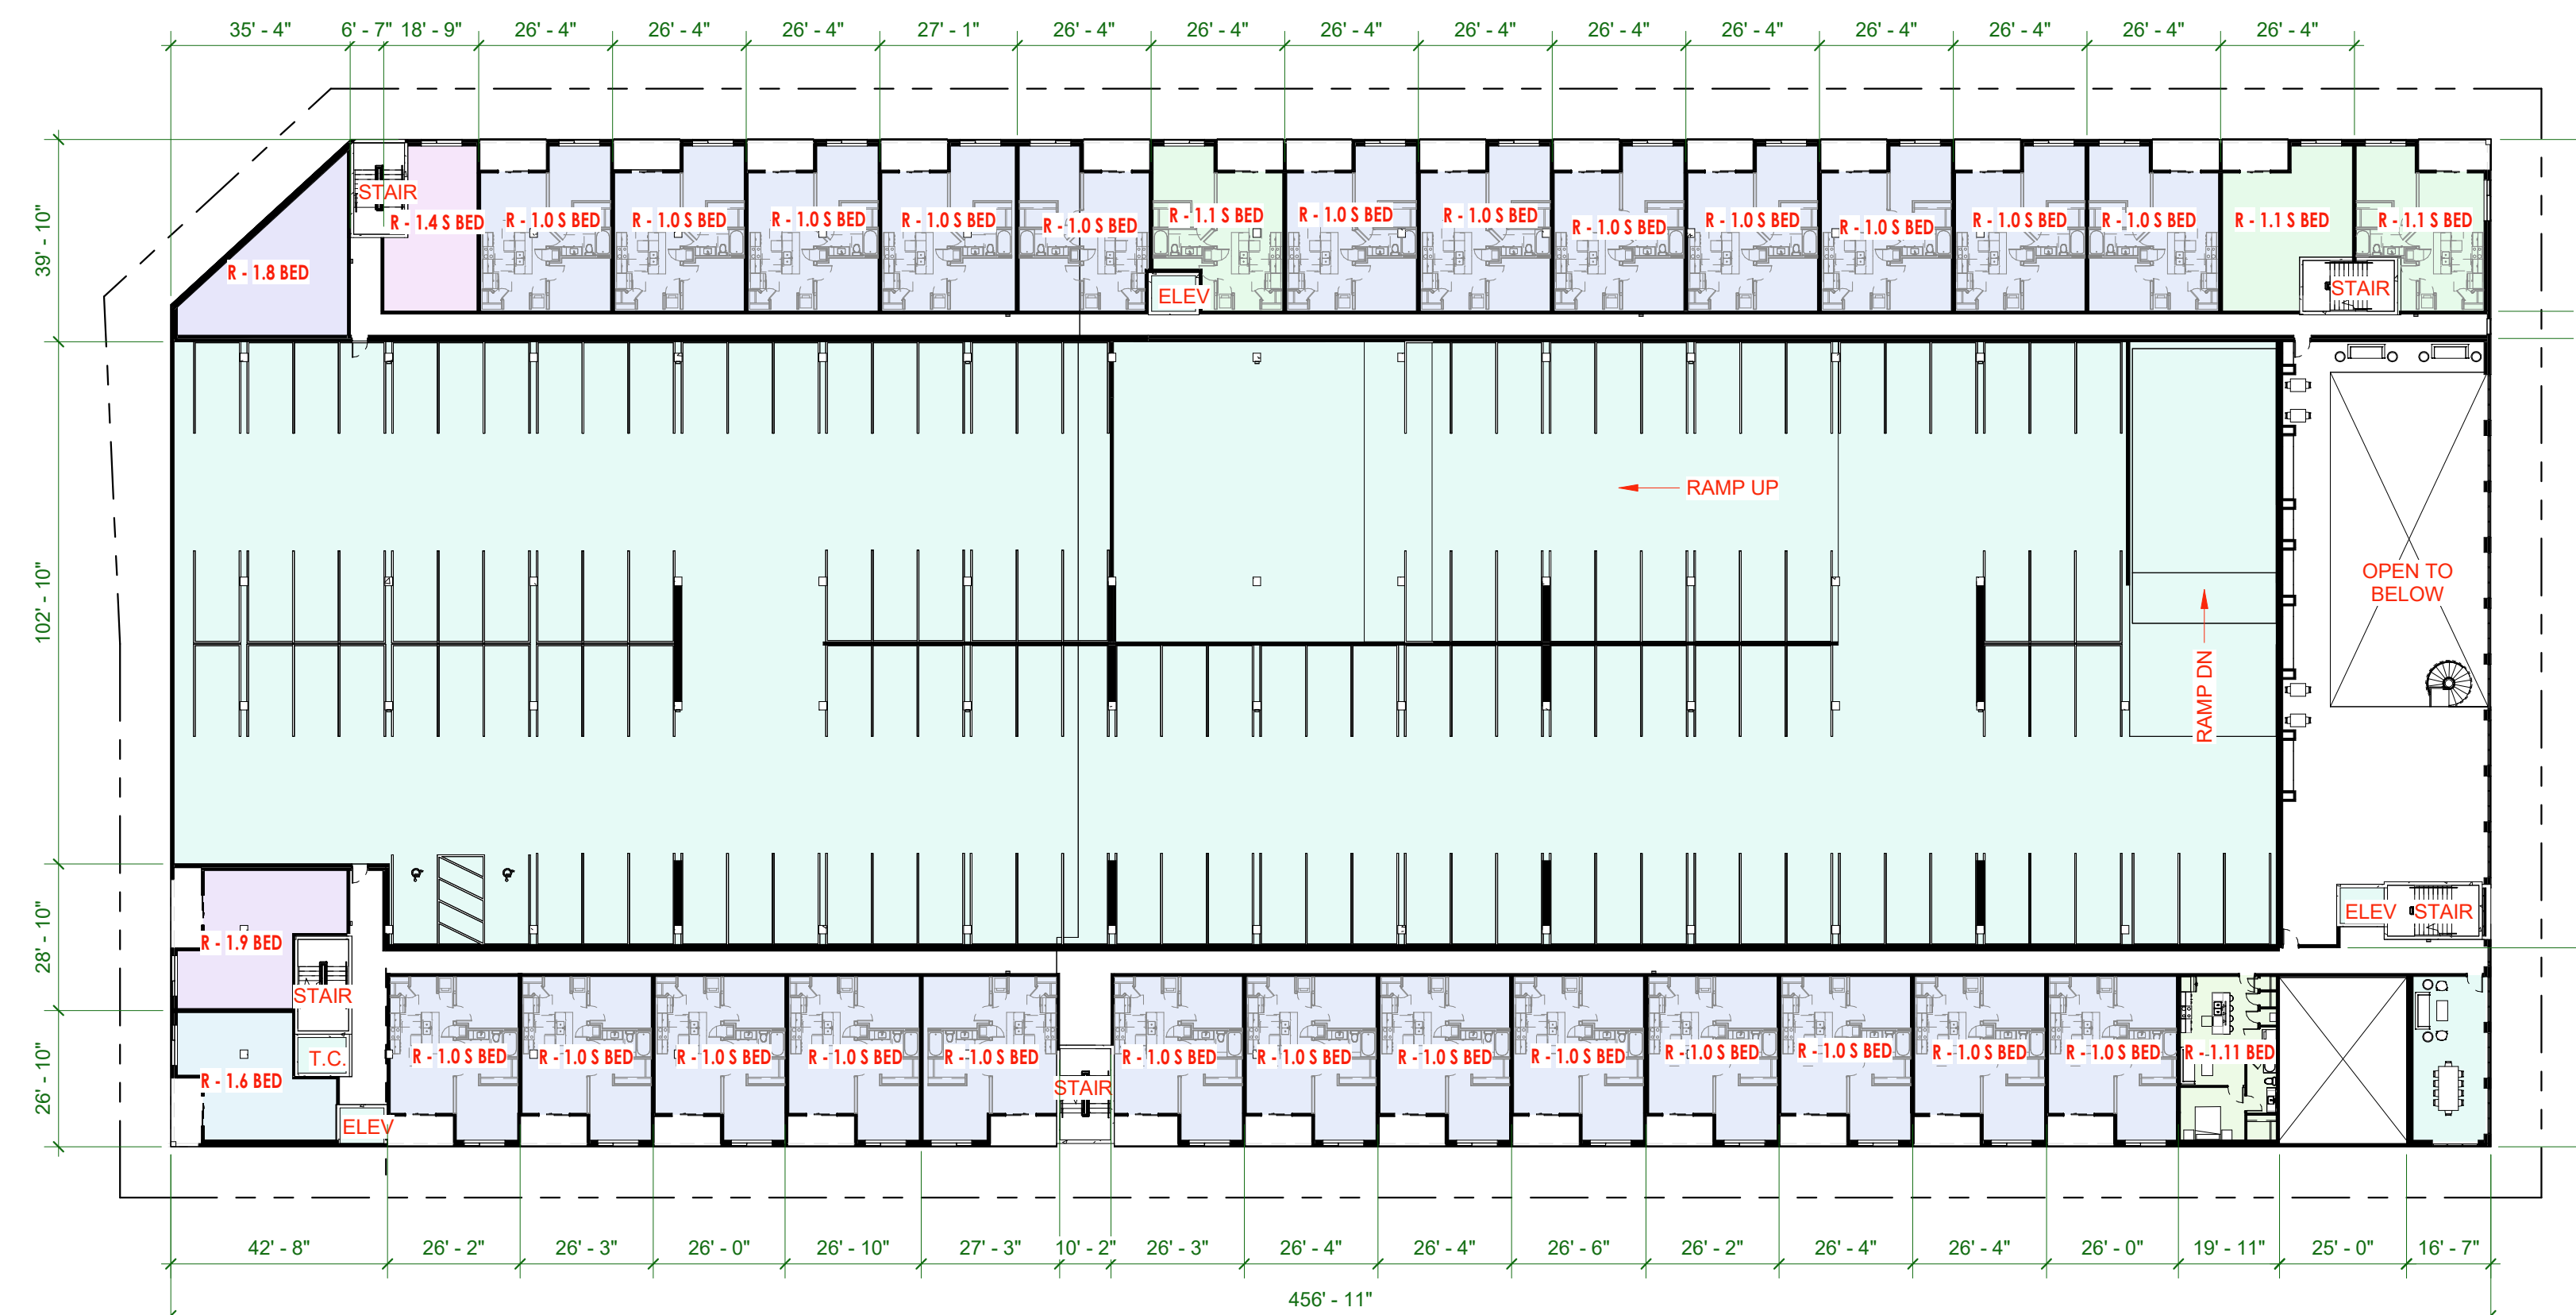 35' - 4" 6' - 7" 18' - 9" 26' - 4" 26' - 4" 26' - 4" 27' - 1" 26' - 4" 26' - 4" 26' - 4" 26' - 4" 26' - 4" 26' - 4" 26' - 4" 26' - 4" 26' - 4" 26' - 4"
39' - 10"
STAIR
R - 1.8 BED
R - 1.4 S BED
R - 1.0 S BED
R - 1.0 S BED
R - 1.0 S BED
R - 1.0 S BED
R - 1.0 S BED
R - 1.1 S BED
ELEV
R - 1.0 S BED
R - 1.0 S BED
R - 1.0 S BED
R - 1.0 S BED
R - 1.0 S BED
R - 1.0 S BED
R - 1.0 S BED
R - 1.1 S BED
R - 1.1 S BED
STAIR
102' - 10"
RAMP UP
RAMP DN
OPEN TO
BELOW
ELEV
STAIR
28' - 10"
R - 1.9 BED
STAIR
26' - 10"
T.C.
R - 1.6 BED
ELEV
R - 1.0 S BED
R - 1.0 S BED
R - 1.0 S BED
R - 1.0 S BED
R - 1.0 S BED
STAIR
R - 1.0 S BED
R - 1.0 S BED
R - 1.0 S BED
R - 1.0 S BED
R - 1.0 S BED
R - 1.0 S BED
R - 1.0 S BED
R - 1.0 S BED
R - 1.11 BED
42' - 8" 26' - 2" 26' - 3" 26' - 0" 26' - 10" 27' - 3" 10' - 2" 26' - 3" 26' - 4" 26' - 4" 26' - 6" 26' - 2" 26' - 4" 26' - 4" 26' - 0" 19' - 11" 25' - 0" 16' - 7"
456' - 11"